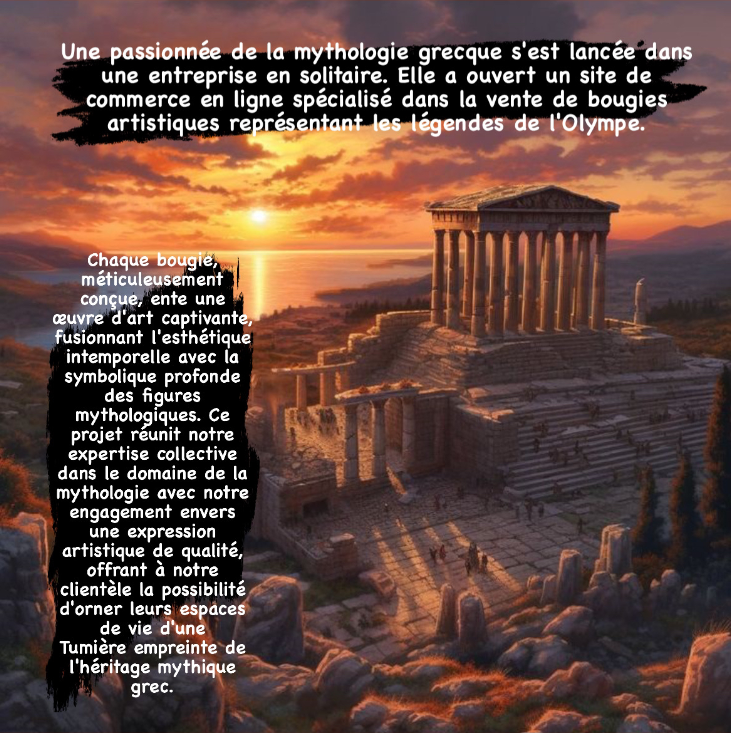 Une passionnée de la mythologie grecque s'est lancée dans
une entreprise en solitaire. Elle a ouvert un site de
commerce en ligne spécialisé dans la vente de bougies
artistiques représentant les légendes de l'Olympe.
Chaque bougie,
méticuleusement
conçue, ente une
œuvre d'art captivante,
fusionnant l'esthétique
intemporelle avec la
symbolique profonde
des figures
mythologiques. Ce
projet réunit notre
expertise collective
dans le domaine de la
mythologie avec notre
engagement envers
une expression
artistique de qualité,
offrant à notre
clientèle la possibilité
d'orner leurs espaces
de vie d'une
Tumière empreinte de
l'héritage mythique
grec.